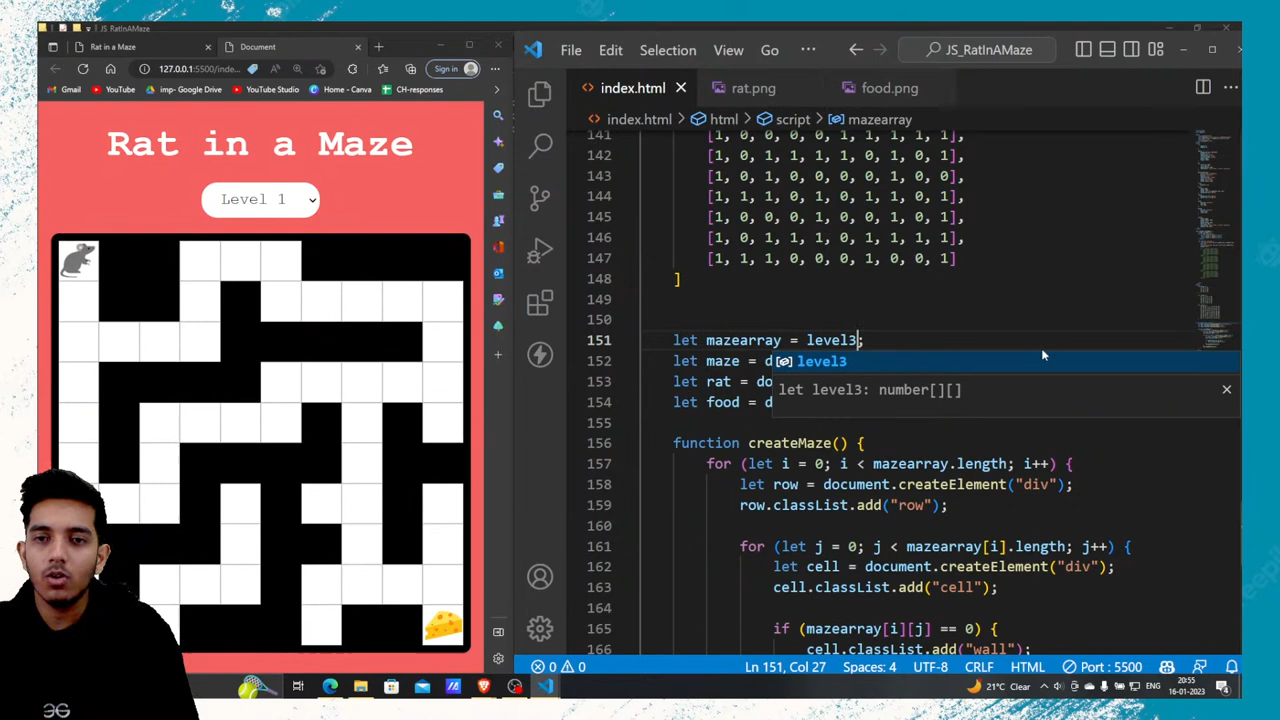 JS_RatInAMaze
Rat in a Maze
Document
127.0.0.1:5500/inde...
Sign in
Gmail
YouTube
imp- Google Drive
YouTube Studio
Home - Canva
CH-responses
Rat in a Maze
Level 1
File Edit Selection View Go ...
JS_RatInAMaze
index.html
rat.png
food.png
index.html > html > script > mazearray
141 [1, 0, 0, 0, 0, 1, 1, 1, 1, 1],
142 [1, 0, 1, 1, 1, 1, 0, 1, 0, 1],
143 [1, 0, 1, 0, 0, 0, 0, 1, 0, 0],
144 [1, 1, 1, 0, 1, 0, 1, 1, 1, 1],
145 [1, 0, 0, 0, 1, 0, 1, 0, 0, 1],
146 [1, 0, 1, 1, 1, 0, 1, 1, 1, 1],
147 [1, 1, 1, 0, 0, 0, 1, 0, 0, 1]
148 ]
149
150
151 let mazearray = level3;
152 let maze = d
level3
153 let rat = do
let level3: number[][]
154 let food = d
155
156 function createMaze() {
157 for (let i = 0; i < mazearray.length; i++) {
158 let row = document.createElement("div");
159 row.classList.add("row");
160
161 for (let j = 0; j < mazearray[i].length; j++) {
162 let cell = document.createElement("div");
163 cell.classList.add("cell");
164
165 if (mazearray[i][j] == 0) {
166 cell.classList.add("wall");
0 0
Ln 151, Col 27
Spaces: 4
UTF-8
CRLF
HTML
Port : 5500
21°C Clear
ENG
20:55
16-01-2023